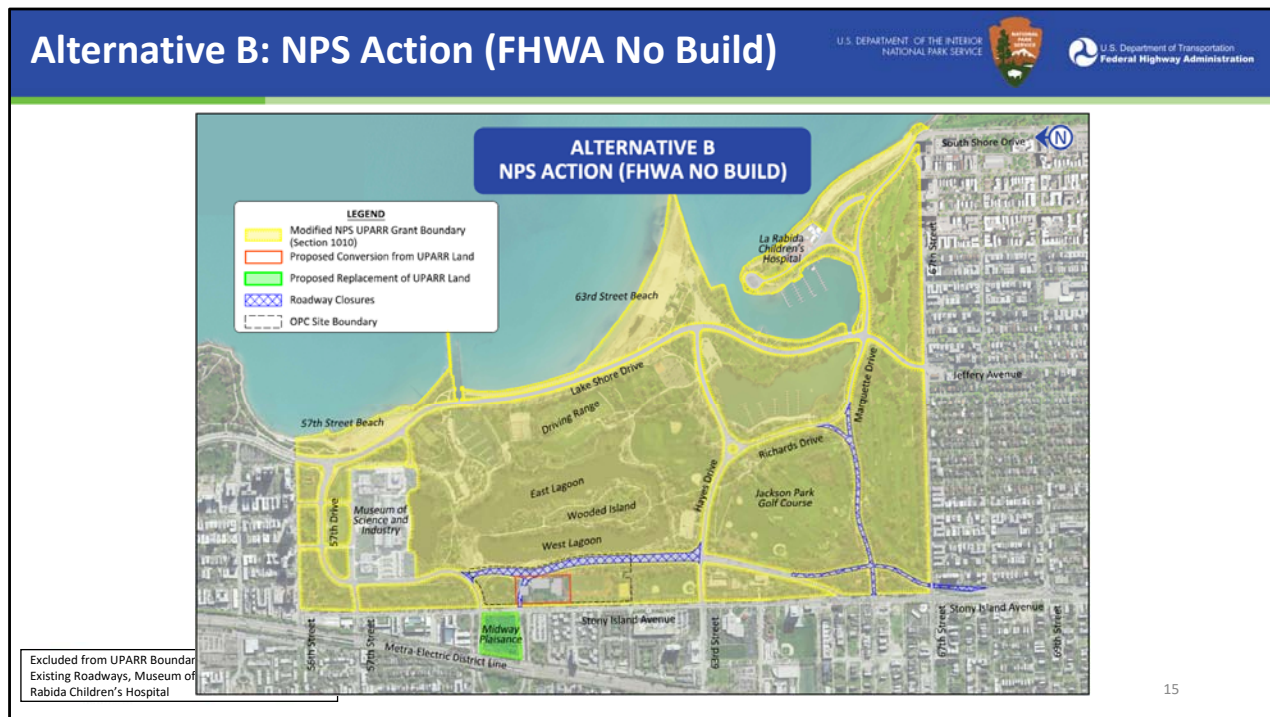 Alternative B: NPS Action (FHWA No Build)
U.S. DEPARTMENT OF THE INTERIOR
NATIONAL PARK SERVICE
NATIONAL
PARK
SERVICE
U.S. Department of Transportation
Federal Highway Administration
ALTERNATIVE B
NPS ACTION (FHWA NO BUILD)
South Shore Drive
N
LEGEND
Modified NPS UPARR Grant Boundary
(Section 1010)
Proposed Conversion from UPARR Land
Proposed Replacement of UPARR Land
Roadway Closures
OPC Site Boundary
La Rabida
Children's
Hospital
67th Street
63rd Street Beach
Lake Shore Drive
Marquette Drive
Jeffery Avenue
57th Street Beach
Driving Range
Richards Drive
East Lagoon
Hayes Drive
Jackson Park
Golf Course
Wooded Island
57th Drive
Museum of
Science and
Industry
West Lagoon
Stony Island Avenue
Stony Island Avenue
Midway
Plaisance
Metra-Electric District Line
56th Street
57th Street
63rd Street
67th Street
69th Street
Excluded from UPARR Boundar
Existing Roadways, Museum of
Rabida Children's Hospital
15